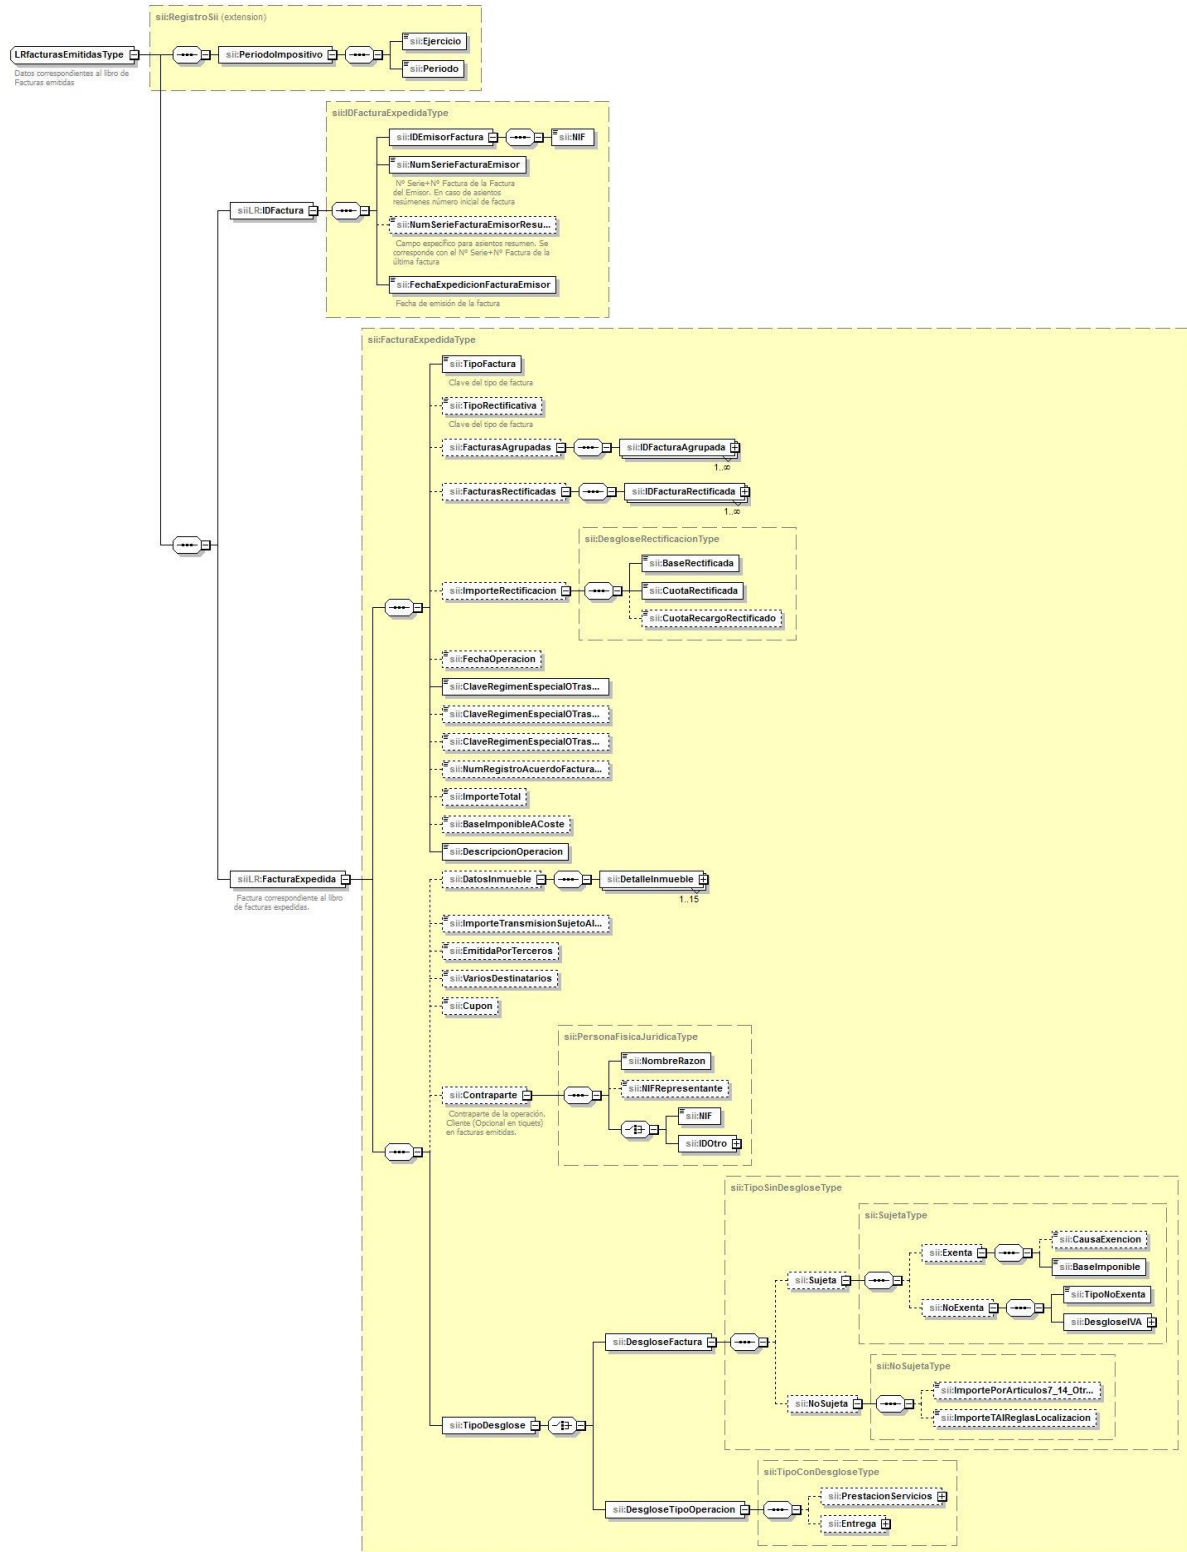 sii:RegistroSii (extension)
LRfacturasEmitidasType
Datos correspondientes al libro de
Facturas emitidas
sii:PeriodoImpositivo
sii:Ejercicio
sii:Periodo
sii:IDFacturaExpedidaType
siiLR:IDFactura
sii:IDEmisorFactura
sii:NIF
sii:NumSerieFacturaEmisor
Nº Serie+Nº Factura de la Factura
del Emisor. En caso de asientos
resúmenes número inicial de factura
sii:NumSerieFacturaEmisorResu...
Campo específico para asientos resumen. Se
corresponde con el Nº Serie+Nº Factura de la
última factura
sii:FechaExpedicionFacturaEmisor
Fecha de emisión de la factura
siiLR:FacturaExpedida
Factura correspondiente al libro
de facturas expedidas.
sii:FacturaExpedidaType
sii:TipoFactura
Clave del tipo de factura
sii:TipoRectificativa
Clave del tipo de factura
sii:FacturasAgrupadas
sii:IDFacturaAgrupada
1..∞
sii:FacturasRectificadas
sii:IDFacturaRectificada
1..∞
sii:DesgloseRectificacionType
sii:ImporteRectificacion
sii:BaseRectificada
sii:CuotaRectificada
sii:CuotaRecargoRectificado
sii:FechaOperacion
sii:ClaveRegimenEspecialOTras...
sii:ClaveRegimenEspecialOTras...
sii:ClaveRegimenEspecialOTras...
sii:NumRegistroAcuerdoFactura...
sii:ImporteTotal
sii:BaseImponibleACoste
sii:DescripcionOperacion
sii:DatosInmueble
sii:DetalleInmueble
1..15
sii:ImporteTransmisionSujetoAI...
sii:EmitidaPorTerceros
sii:VariosDestinatarios
sii:Cupon
sii:PersonaFisicaJuridicaType
sii:Contraparte
Contraparte de la operación.
Cliente (Opcional en tiquets)
en facturas emitidas.
sii:NombreRazon
sii:NIFRepresentante
sii:NIF
sii:IDOtro
sii:TipoDesglose
sii:TipoSinDesgloseType
sii:DesgloseFactura
sii:SujetaType
sii:Sujeta
sii:Exenta
sii:CausaExencion
sii:BaseImponible
sii:NoExenta
sii:TipoNoExenta
sii:DesgloseIVA
sii:NoSujetaType
sii:NoSujeta
sii:ImportePorArticulos7_14_Otr...
sii:ImporteTAIReglasLocalizacion
sii:TipoConDesgloseType
sii:DesgloseTipoOperacion
sii:PrestacionServicios
sii:Entrega